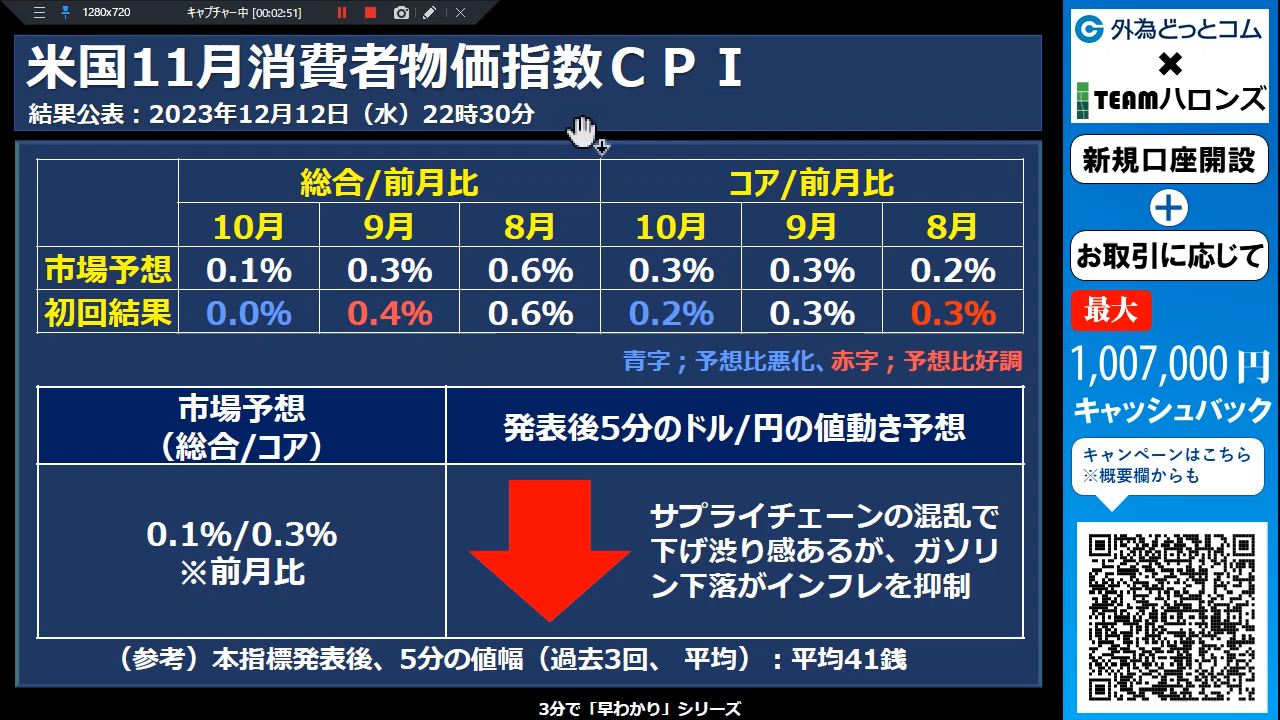 1280x720 キャプチャー中 [00:02:51]
米国11月消費者物価指数ＣＰＩ
結果公表：2023年12月12日（水）22時30分
総合/前月比 コア/前月比
10月 9月 8月 10月 9月 8月
市場予想 0.1% 0.3% 0.6% 0.3% 0.3% 0.2%
初回結果 0.0% 0.4% 0.6% 0.2% 0.3% 0.3%
青字；予想比悪化、赤字；予想比好調
市場予想
（総合/コア）
発表後5分のドル/円の値動き予想
0.1%/0.3%
※前月比
サプライチェーンの混乱で
下げ渋り感あるが、ガソリ
ン下落がインフレを抑制
（参考）本指標発表後、5分の値幅（過去3回、 平均）：平均41銭
3分で「早わかり」シリーズ
外為どっとコム
✖
TEAMハロンズ
新規口座開設
+
お取引に応じて
最大
1,007,000 円
キャッシュバック
キャンペーンはこちら
※概要欄からも